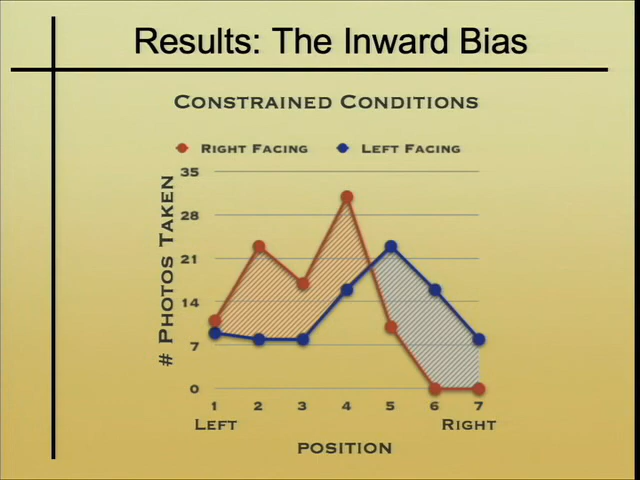 Results: The Inward Bias
Constrained Conditions
Right Facing Left Facing
# Photos Taken
35
28
21
14
7
0
1 2 3 4 5 6 7
Left Right
position